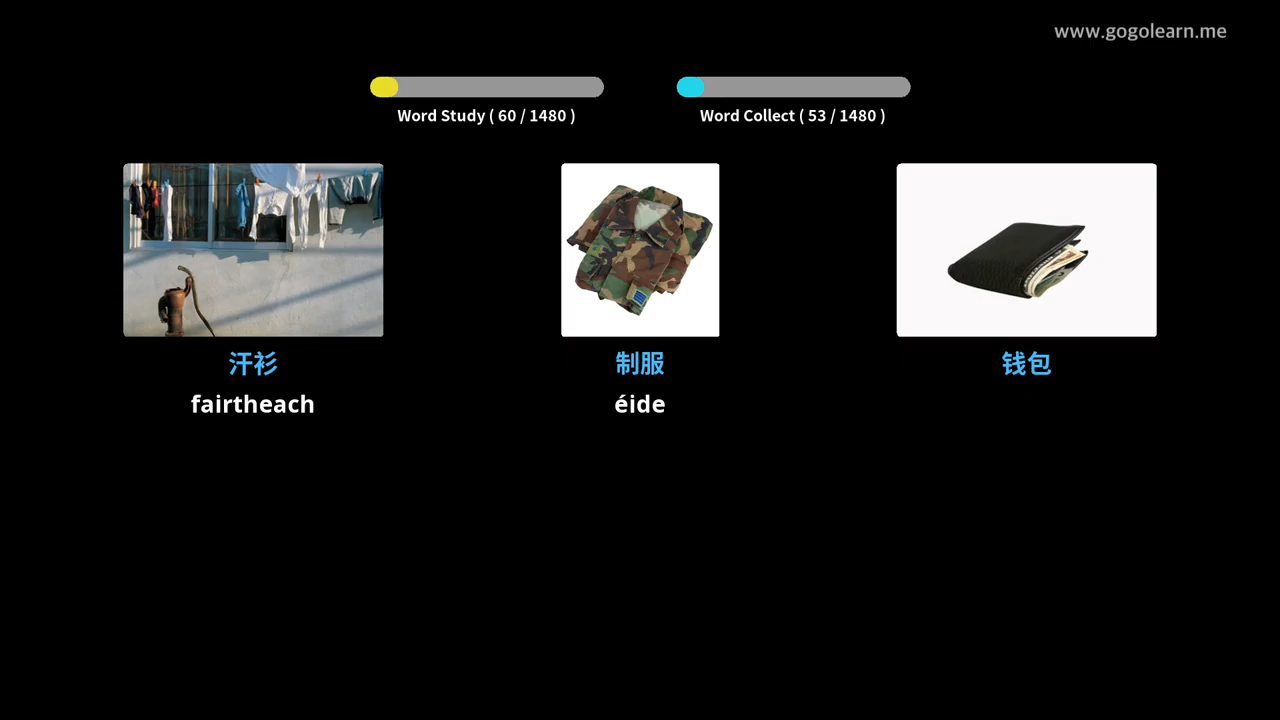 www.gogolearn.me
Word Study ( 60 / 1480 )
Word Collect ( 53 / 1480 )
汗衫
制服
钱包
fairtheach
éide